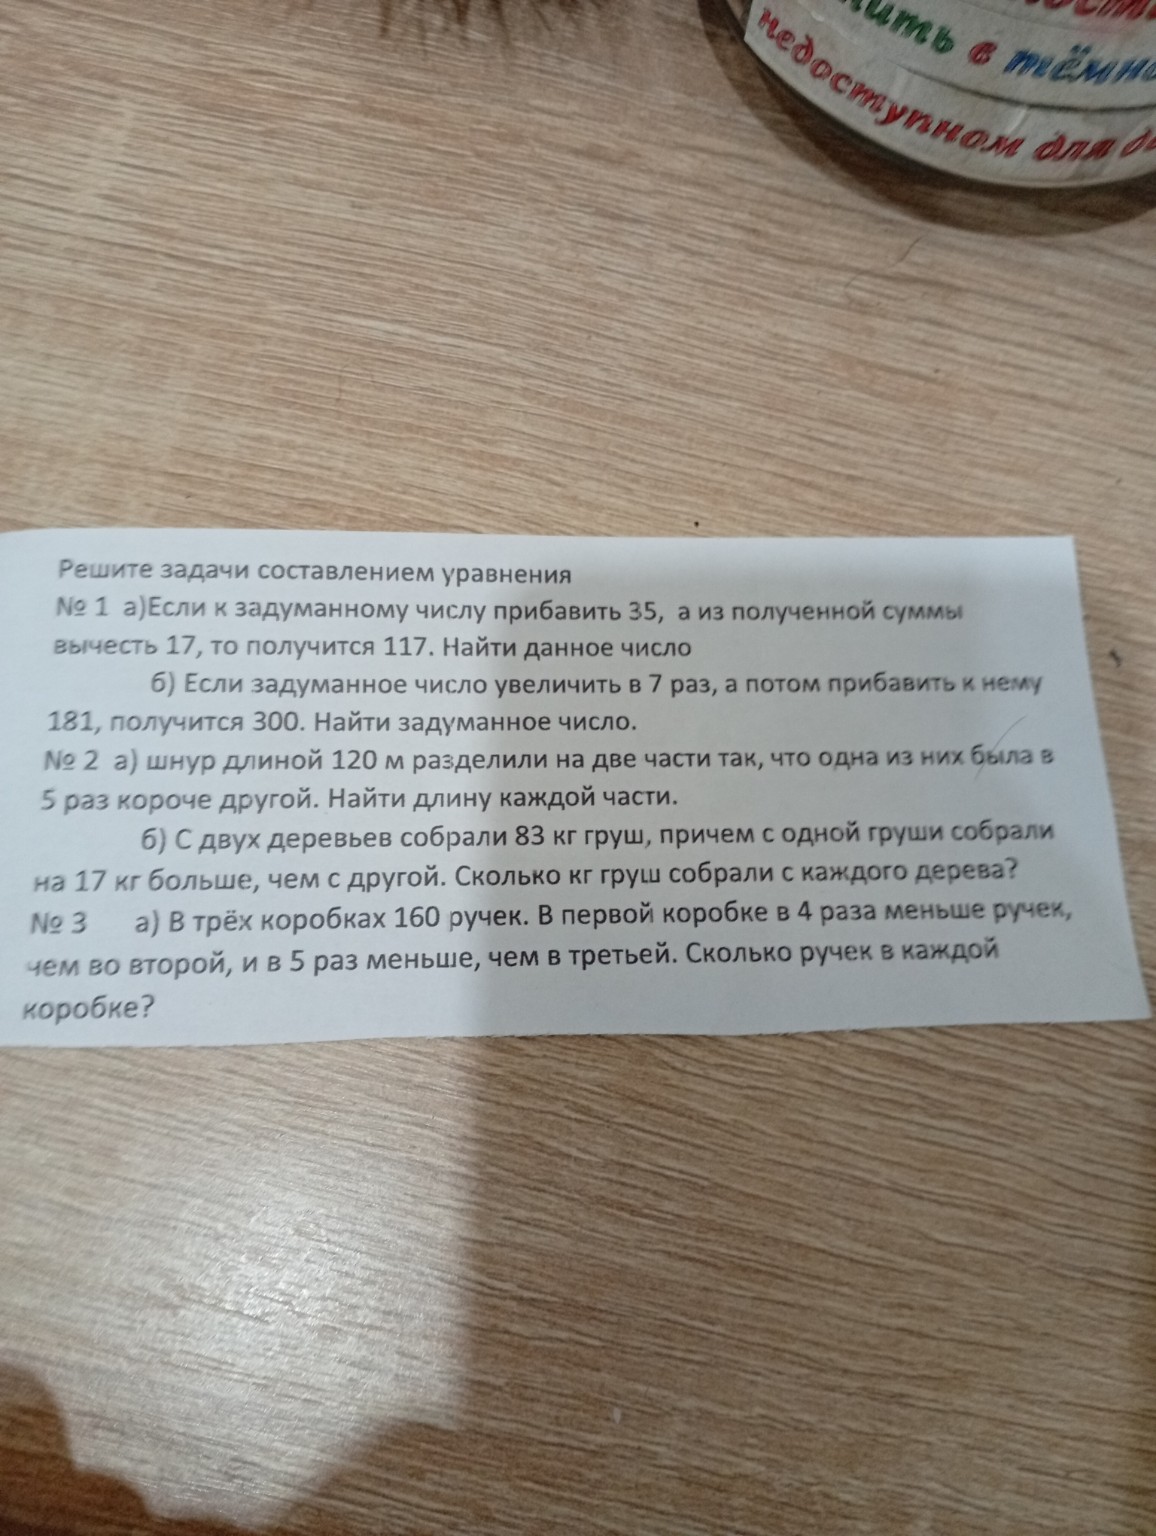 в тёмно
недоступном для
Решите задачи составлением уравнения
№ 1 а)Если к задуманному числу прибавить 35, а из полученной суммы
вычесть 17, то получится 117. Найти данное число
б) Если задуманное число увеличить в 7 раз, а потом прибавить к нему
181, получится 300. Найти задуманное число.
№ 2 а) шнур длиной 120 м разделили на две части так, что одна из них была в
5 раз короче другой. Найти длину каждой части.
б) С двух деревьев собрали 83 кг груш, причем с одной груши собрали
на 17 кг больше, чем с другой. Сколько кг груш собрали с каждого дерева?
№ 3 а) В трёх коробках 160 ручек. В первой коробке в 4 раза меньше ручек,
чем во второй, и в 5 раз меньше, чем в третьей. Сколько ручек в каждой
коробке?